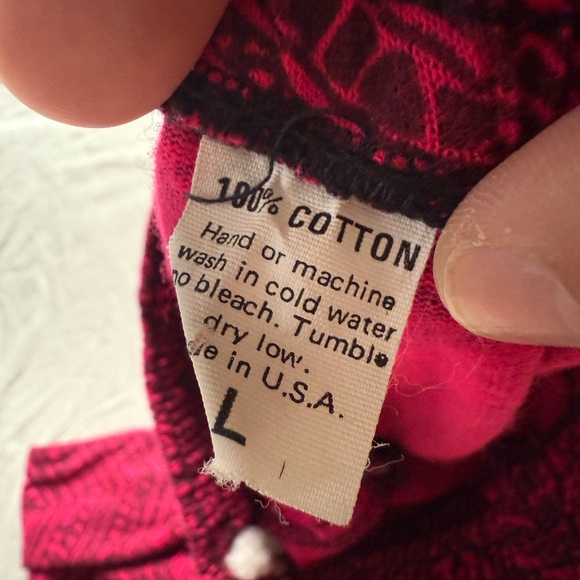 100% COTTON
Hand or machine
wash in cold water
no bleach. Tumble
dry low.
de in U.S.A.
L